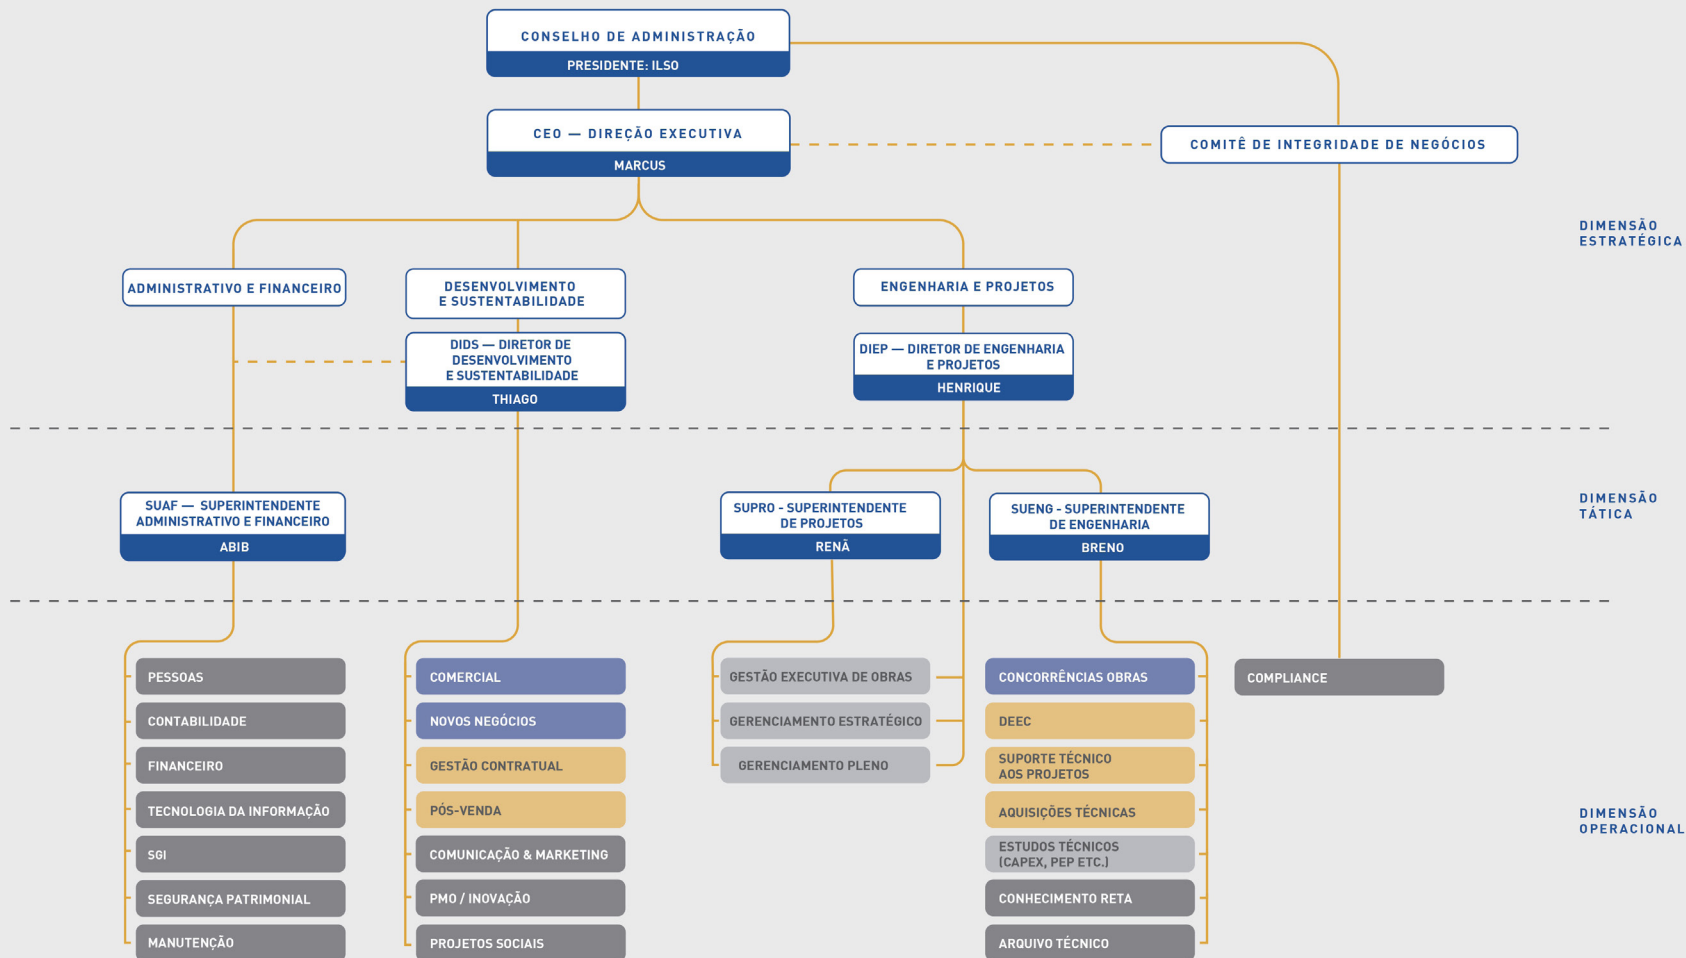 CONSELHO DE ADMINISTRAÇÃO
PRESIDENTE: ILSO
CEO — DIREÇÃO EXECUTIVA
MARCUS
COMITÊ DE INTEGRIDADE DE NEGÓCIOS
DIMENSÃO
ESTRATÉGICA
ADMINISTRATIVO E FINANCEIRO
DESENVOLVIMENTO
E SUSTENTABILIDADE
ENGENHARIA E PROJETOS
DIDS — DIRETOR DE
DESENVOLVIMENTO
E SUSTENTABILIDADE
THIAGO
DIEP — DIRETOR DE ENGENHARIA
E PROJETOS
HENRIQUE
SUAF — SUPERINTENDENTE
ADMINISTRATIVO E FINANCEIRO
ABIB
SUPRO - SUPERINTENDENTE
DE PROJETOS
RENÃ
SUENG - SUPERINTENDENTE
DE ENGENHARIA
BRENO
DIMENSÃO
TÁTICA
PESSOAS
CONTABILIDADE
FINANCEIRO
TECNOLOGIA DA INFORMAÇÃO
SGI
SEGURANÇA PATRIMONIAL
MANUTENÇÃO
COMERCIAL
NOVOS NEGÓCIOS
GESTÃO CONTRATUAL
PÓS-VENDA
COMUNICAÇÃO & MARKETING
PMO / INOVAÇÃO
PROJETOS SOCIAIS
GESTÃO EXECUTIVA DE OBRAS
GERENCIAMENTO ESTRATÉGICO
GERENCIAMENTO PLENO
CONCORRÊNCIAS OBRAS
DEEC
SUPORTE TÉCNICO
AOS PROJETOS
AQUISIÇÕES TÉCNICAS
ESTUDOS TÉCNICOS
(CAPEX, PEP ETC.)
CONHECIMENTO RETA
ARQUIVO TÉCNICO
COMPLIANCE
DIMENSÃO
OPERACIONAL